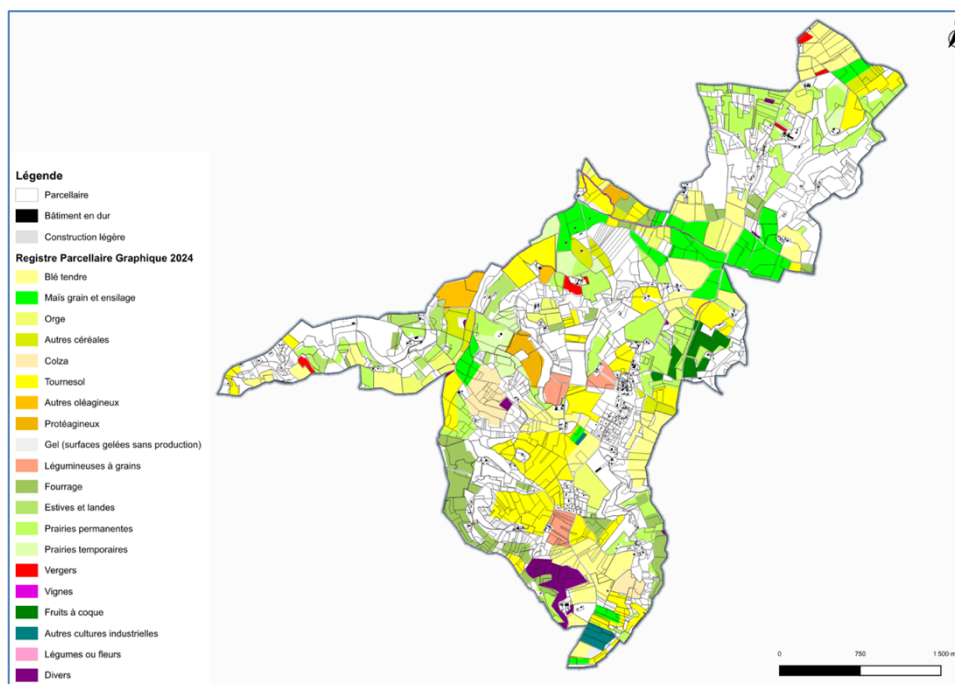 Légende
Parcellaire
Bâtiment en dur
Construction légère
Registre Parcellaire Graphique 2024
Blé tendre
Maïs grain et ensilage
Orge
Autres céréales
Colza
Tournesol
Autres oléagineux
Protéagineux
Gel (surfaces gelées sans production)
Légumineuses à grains
Fourrage
Estives et landes
Prairies permanentes
Prairies temporaires
Vergers
Vignes
Fruits à coque
Autres cultures industrielles
Légumes ou fleurs
Divers
0 750 1 500 m